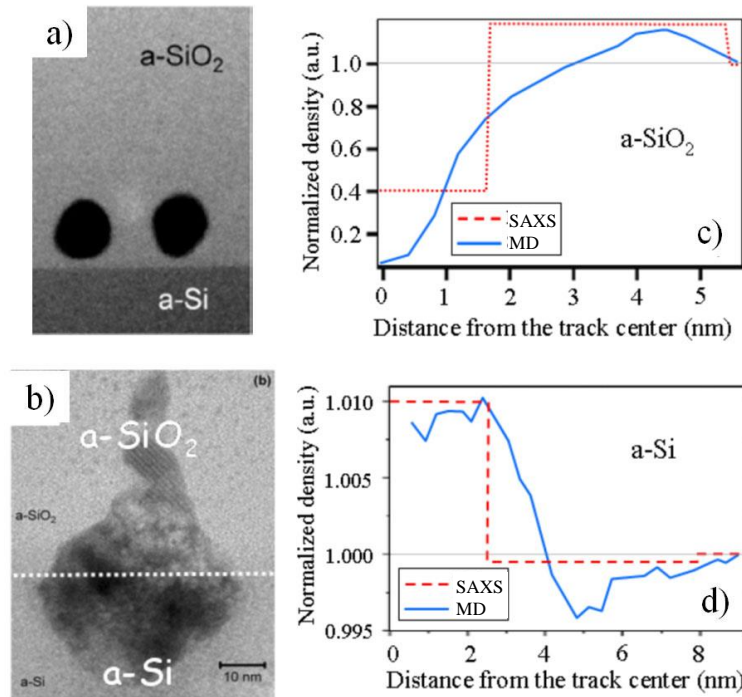 a)
a-SiO₂
a-Si
Normalized density (a.u.)
1.0
0.8
0.6
0.4
0.2
a-SiO₂
SAXS
MD
c)
0 1 2 3 4 5
Distance from the track center (nm)
b)
(b)
a-SiO₂
a-SiO₂
a-Si
a-Si
10 nm
Normalized density (a.u.)
1.010
1.005
1.000
0.995
a-Si
SAXS
MD
d)
0 2 4 6 8
Distance from the track center (nm)